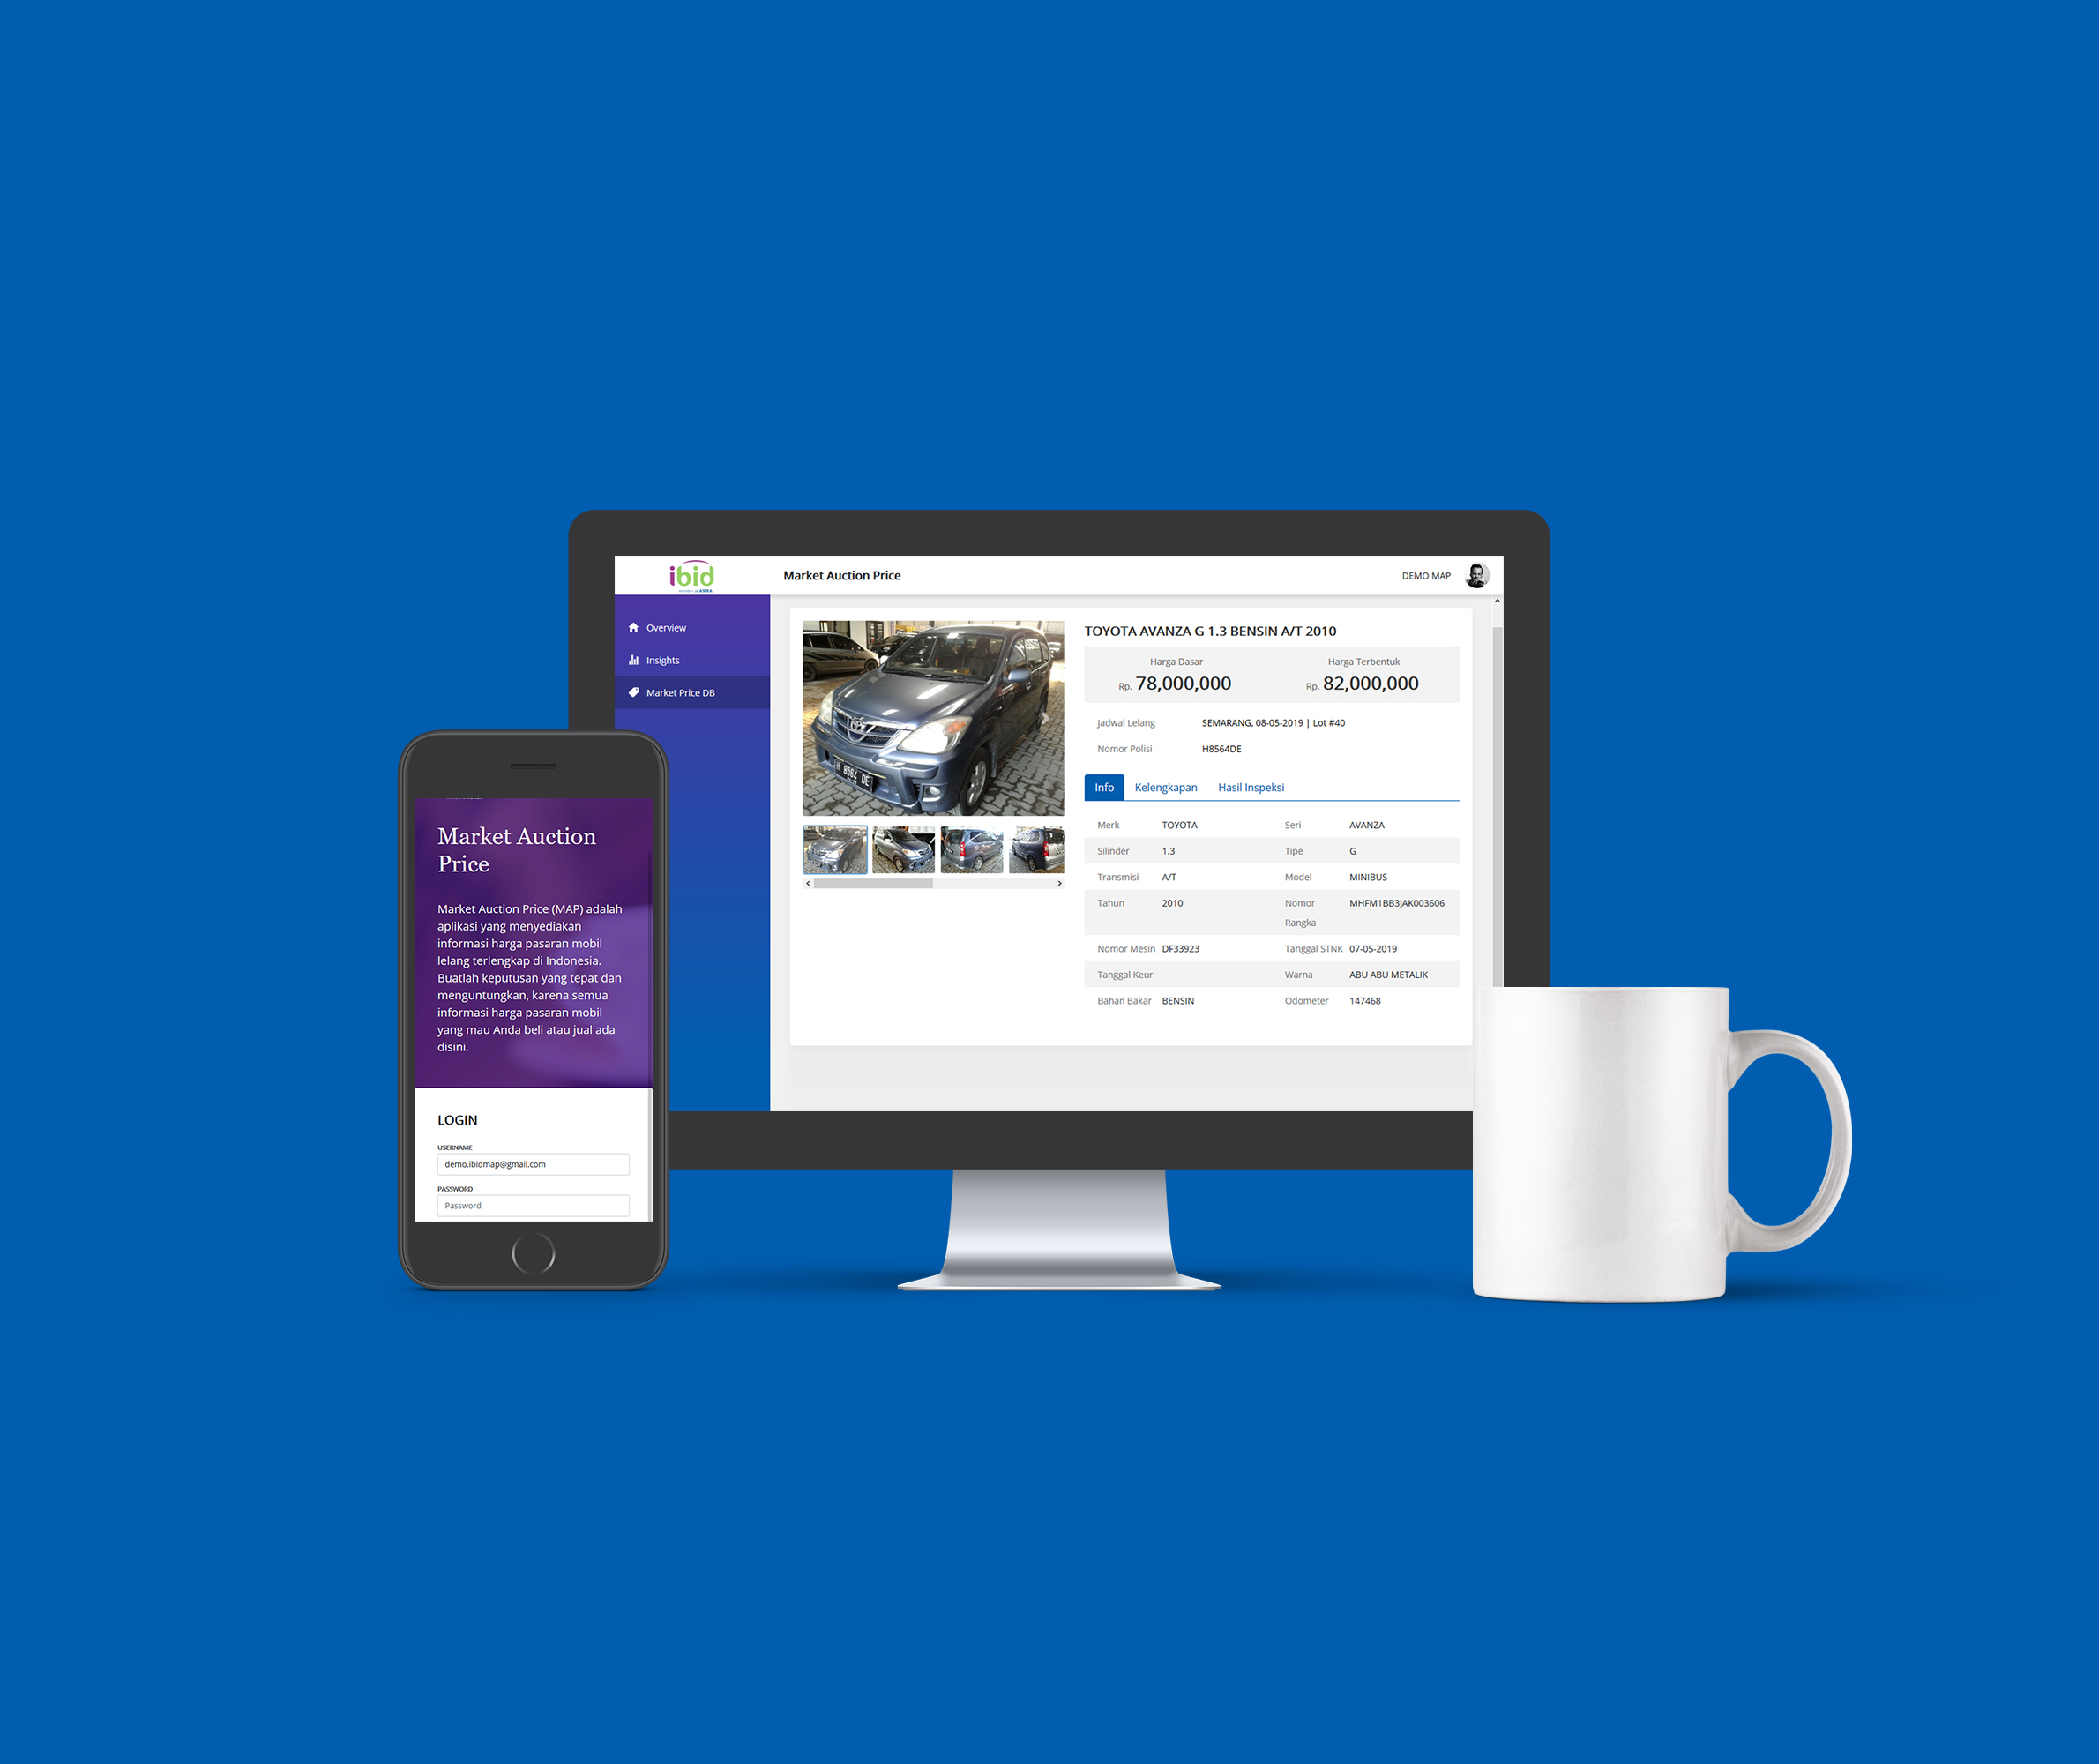 ibid
member of ASTRA
Market Auction Price
DEMO MAP
Overview
Insights
Market Price DB
H 8564 DE
TOYOTA AVANZA G 1.3 BENSIN A/T 2010
Harga Dasar Harga Terbentuk
Rp. 78,000,000 Rp. 82,000,000
Jadwal Lelang SEMARANG, 08-05-2019 | Lot #40
Nomor Polisi H8564DE
Info Kelengkapan Hasil Inspeksi
Merk TOYOTA Seri AVANZA
Silinder 1.3 Tipe G
Transmisi A/T Model MINIBUS
Tahun 2010 Nomor Rangka MHFM1BB3JAK003606
Nomor Mesin DF33923 Tanggal STNK 07-05-2019
Tanggal Keur Warna ABU ABU METALIK
Bahan Bakar BENSIN Odometer 147468
Market Auction
Price
Market Auction Price (MAP) adalah
aplikasi yang menyediakan
informasi harga pasaran mobil
lelang terlengkap di Indonesia.
Buatlah keputusan yang tepat dan
menguntungkan, karena semua
informasi harga pasaran mobil
yang mau Anda beli atau jual ada
disini.
LOGIN
USERNAME
demo.ibidmap@gmail.com
PASSWORD
Password